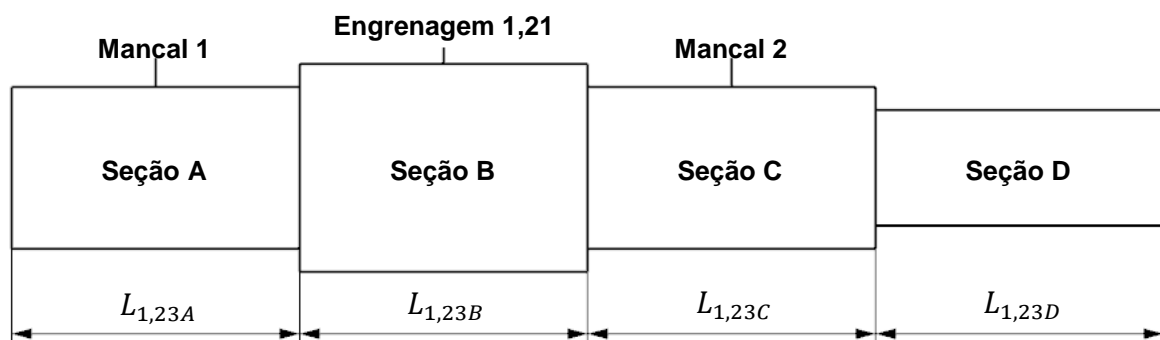 Engrenagem 1,21
Mancal 1
Mancal 2
Seção A
Seção B
Seção C
Seção D
L1,23A
L1,23B
L1,23C
L1,23D